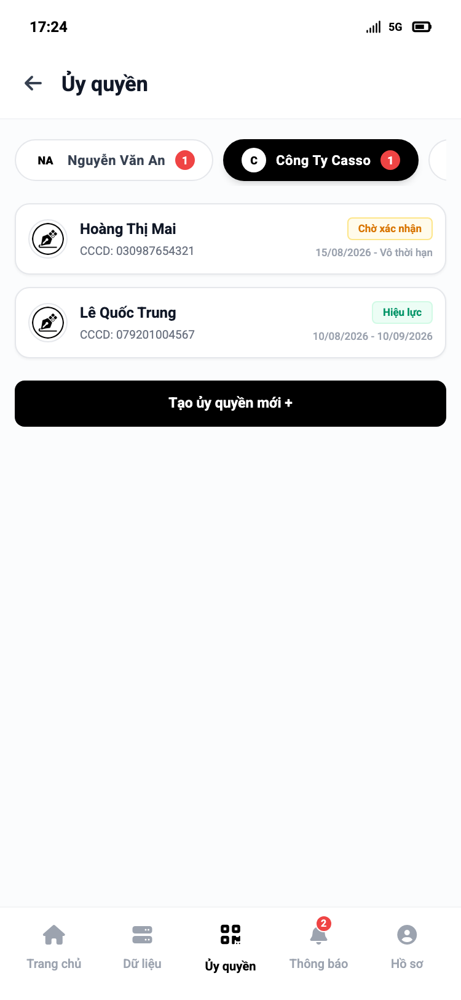 17:24
5G
Ủy quyền
NA Nguyễn Văn An 1
C Công Ty Casso 1
Hoàng Thị Mai
Chờ xác nhận
CCCD: 030987654321
15/08/2026 - Vô thời hạn
Lê Quốc Trung
Hiệu lực
CCCD: 079201004567
10/08/2026 - 10/09/2026
Tạo ủy quyền mới +
2
Trang chủ
Dữ liệu
Ủy quyền
Thông báo
Hồ sơ